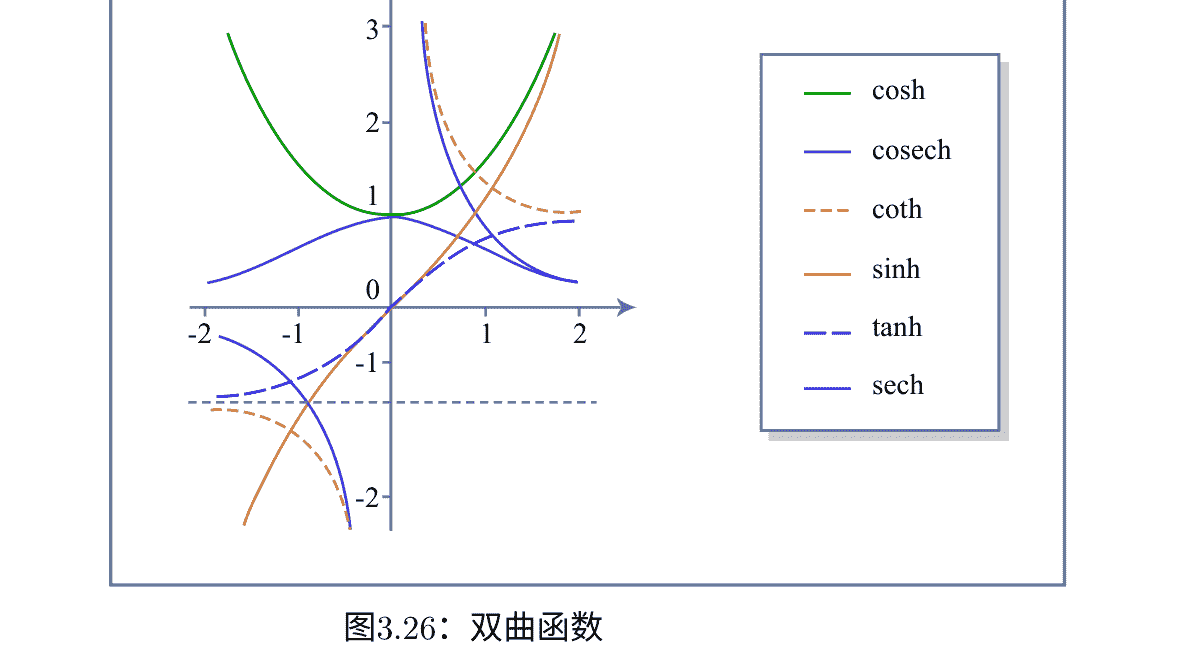 3
2
1
0
-2
-1
1
2
-1
-2
cosh
cosech
coth
sinh
tanh
sech
图3.26：双曲函数